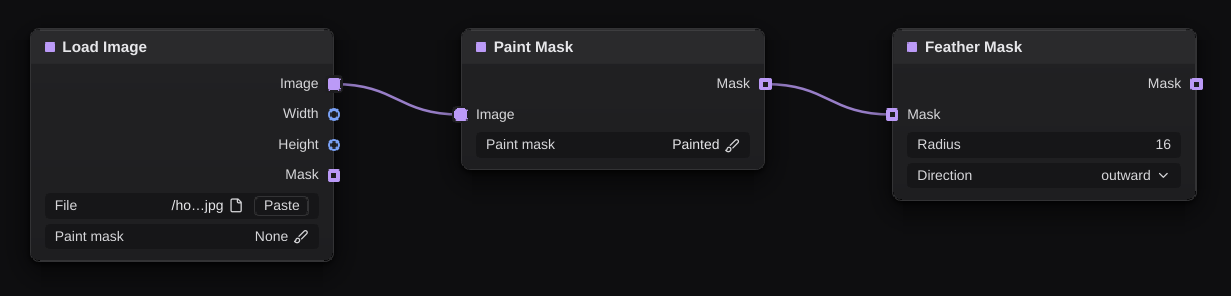 Load Image
Image
Width
Height
Mask
File /ho…jpg Paste
Paint mask None
Paint Mask
Mask
Image
Paint mask Painted
Feather Mask
Mask
Mask
Radius 16
Direction outward